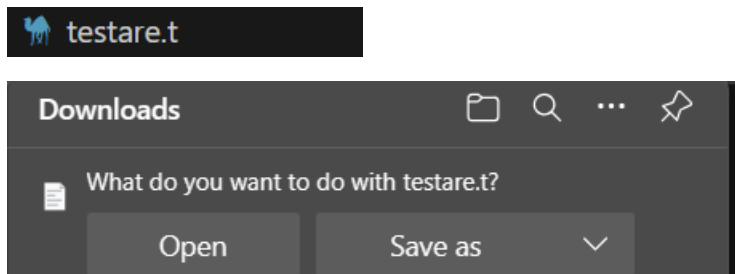 testare.t
Downloads
What do you want to do with testare.t?
Open
Save as